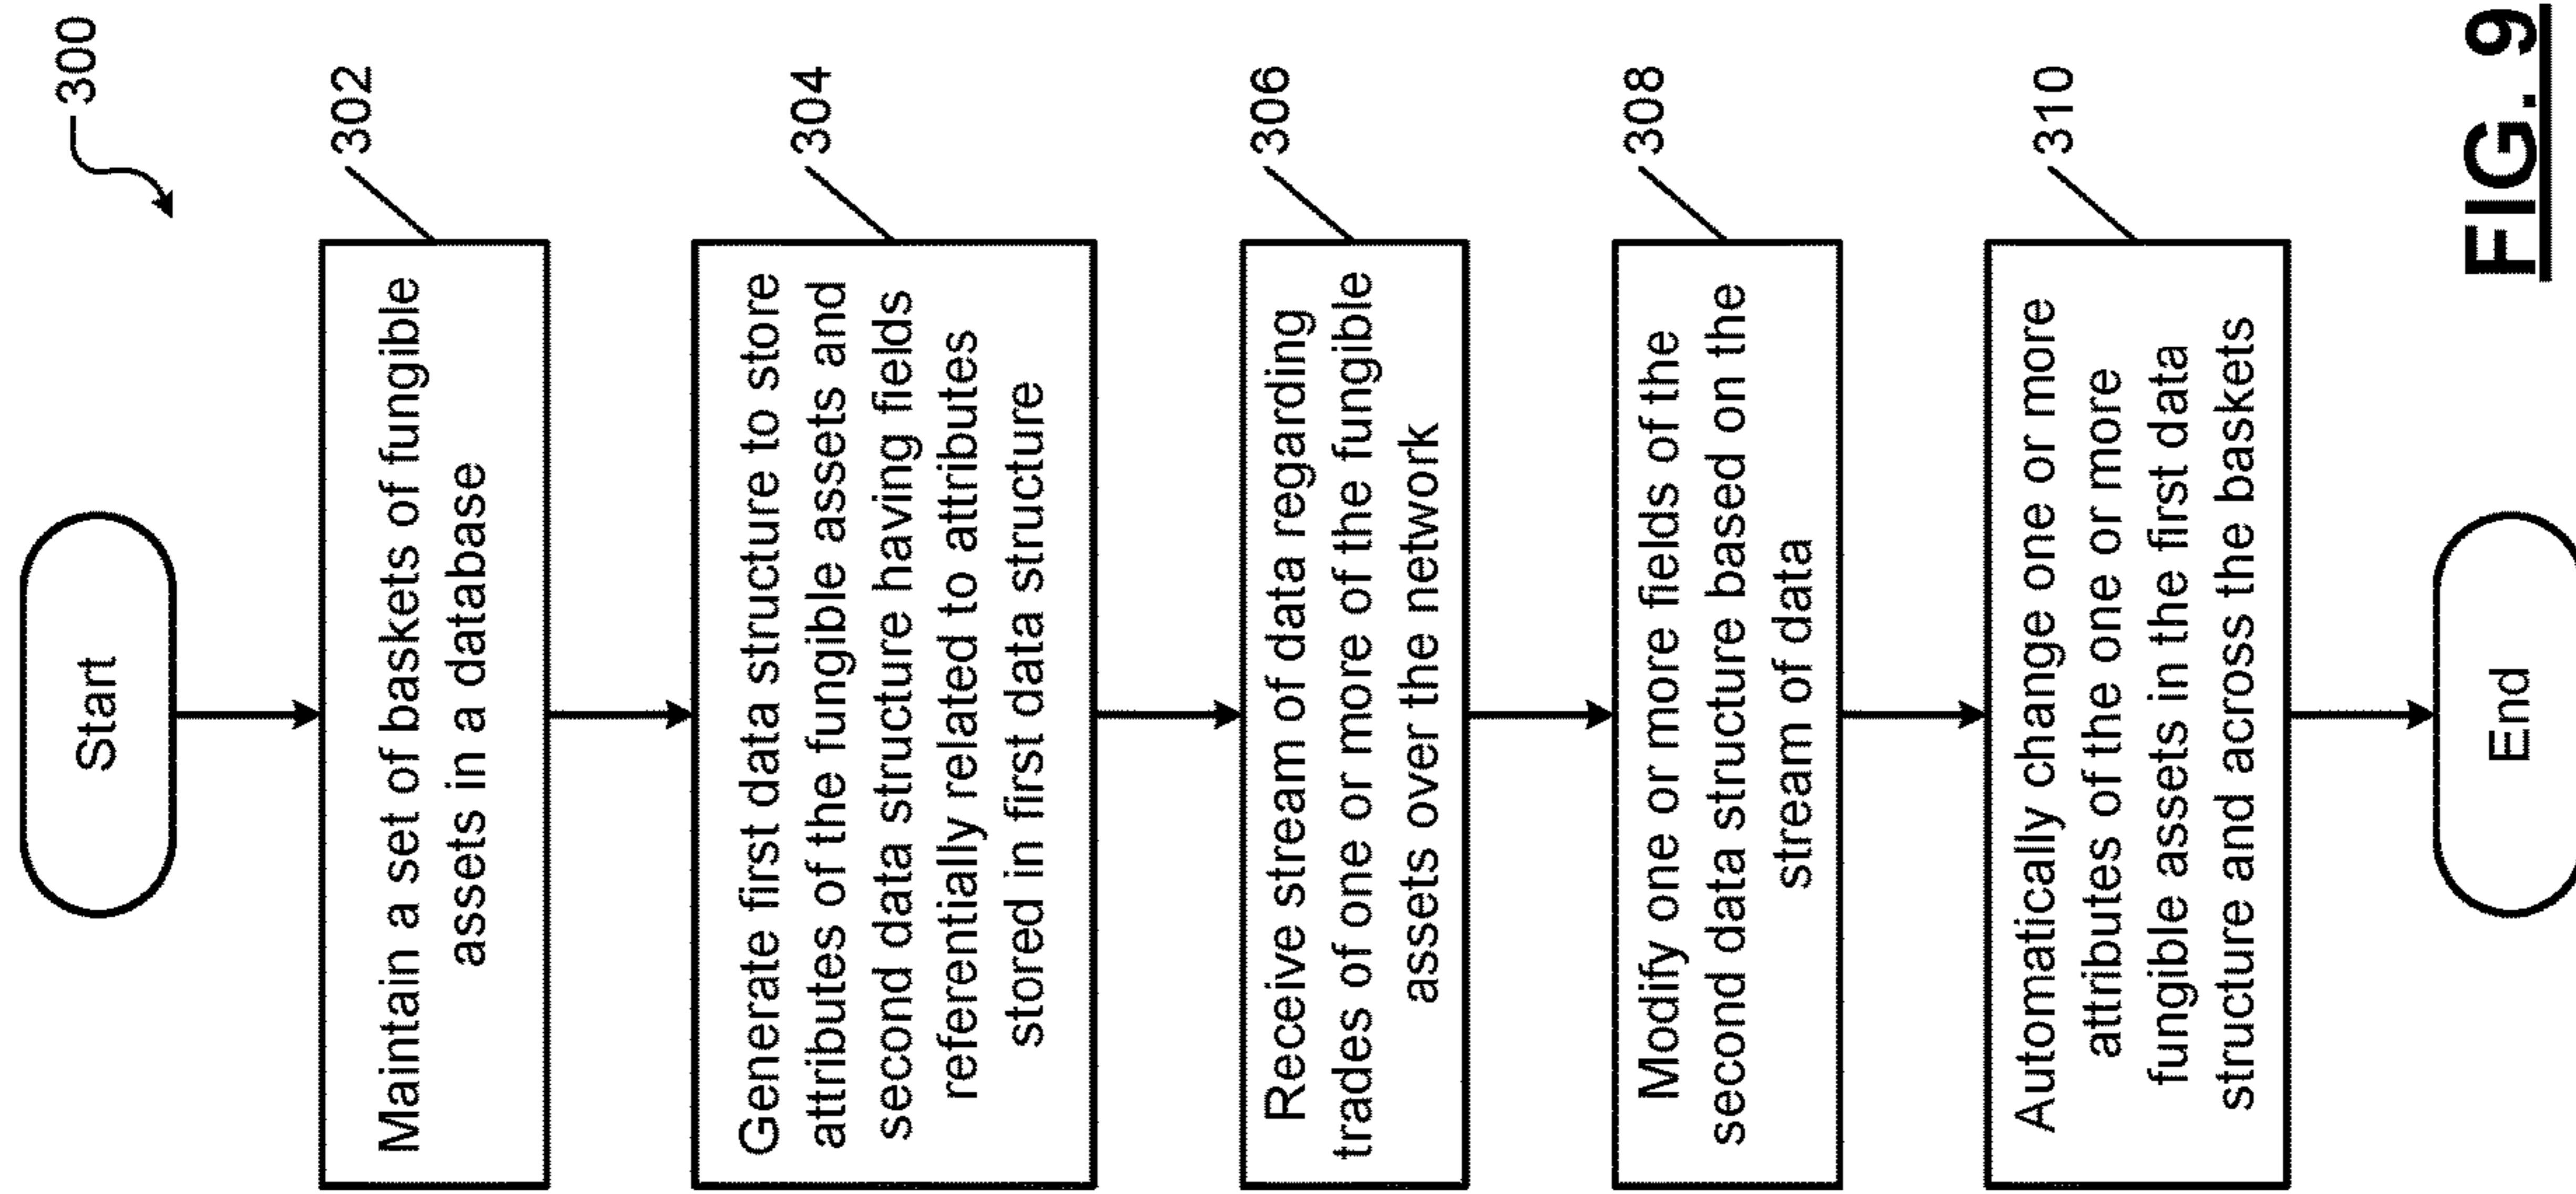 300
Start
Maintain a set of baskets of fungible
assets in a database
302
Generate first data structure to store
attributes of the fungible assets and
second data structure having fields
referentially related to attributes
stored in first data structure
304
Receive stream of data regarding
trades of one or more of the fungible
assets over the network
306
Modify one or more fields of the
second data structure based on the
stream of data
308
Automatically change one or more
attributes of the one or more
fungible assets in the first data
structure and across the baskets
310
End
FIG. 9